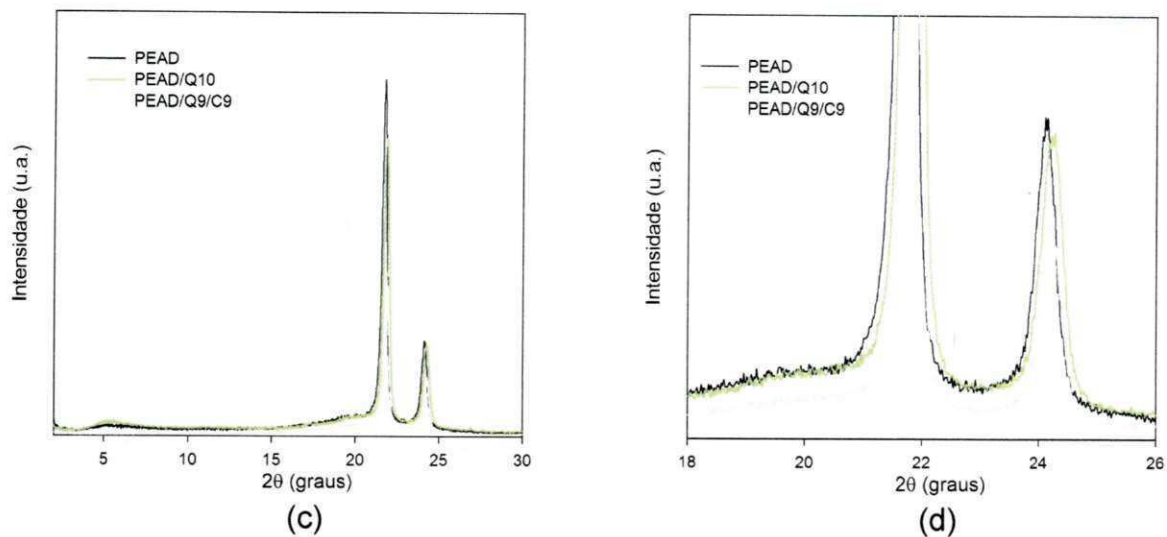 PEAD
PEAD/Q10
PEAD/Q9/C9
Intensidade (u.a.)
5 10 15 20 25 30
2θ (graus)
(c)
PEAD
PEAD/Q10
PEAD/Q9/C9
Intensidade (u.a.)
18 20 22 24 26
2θ (graus)
(d)